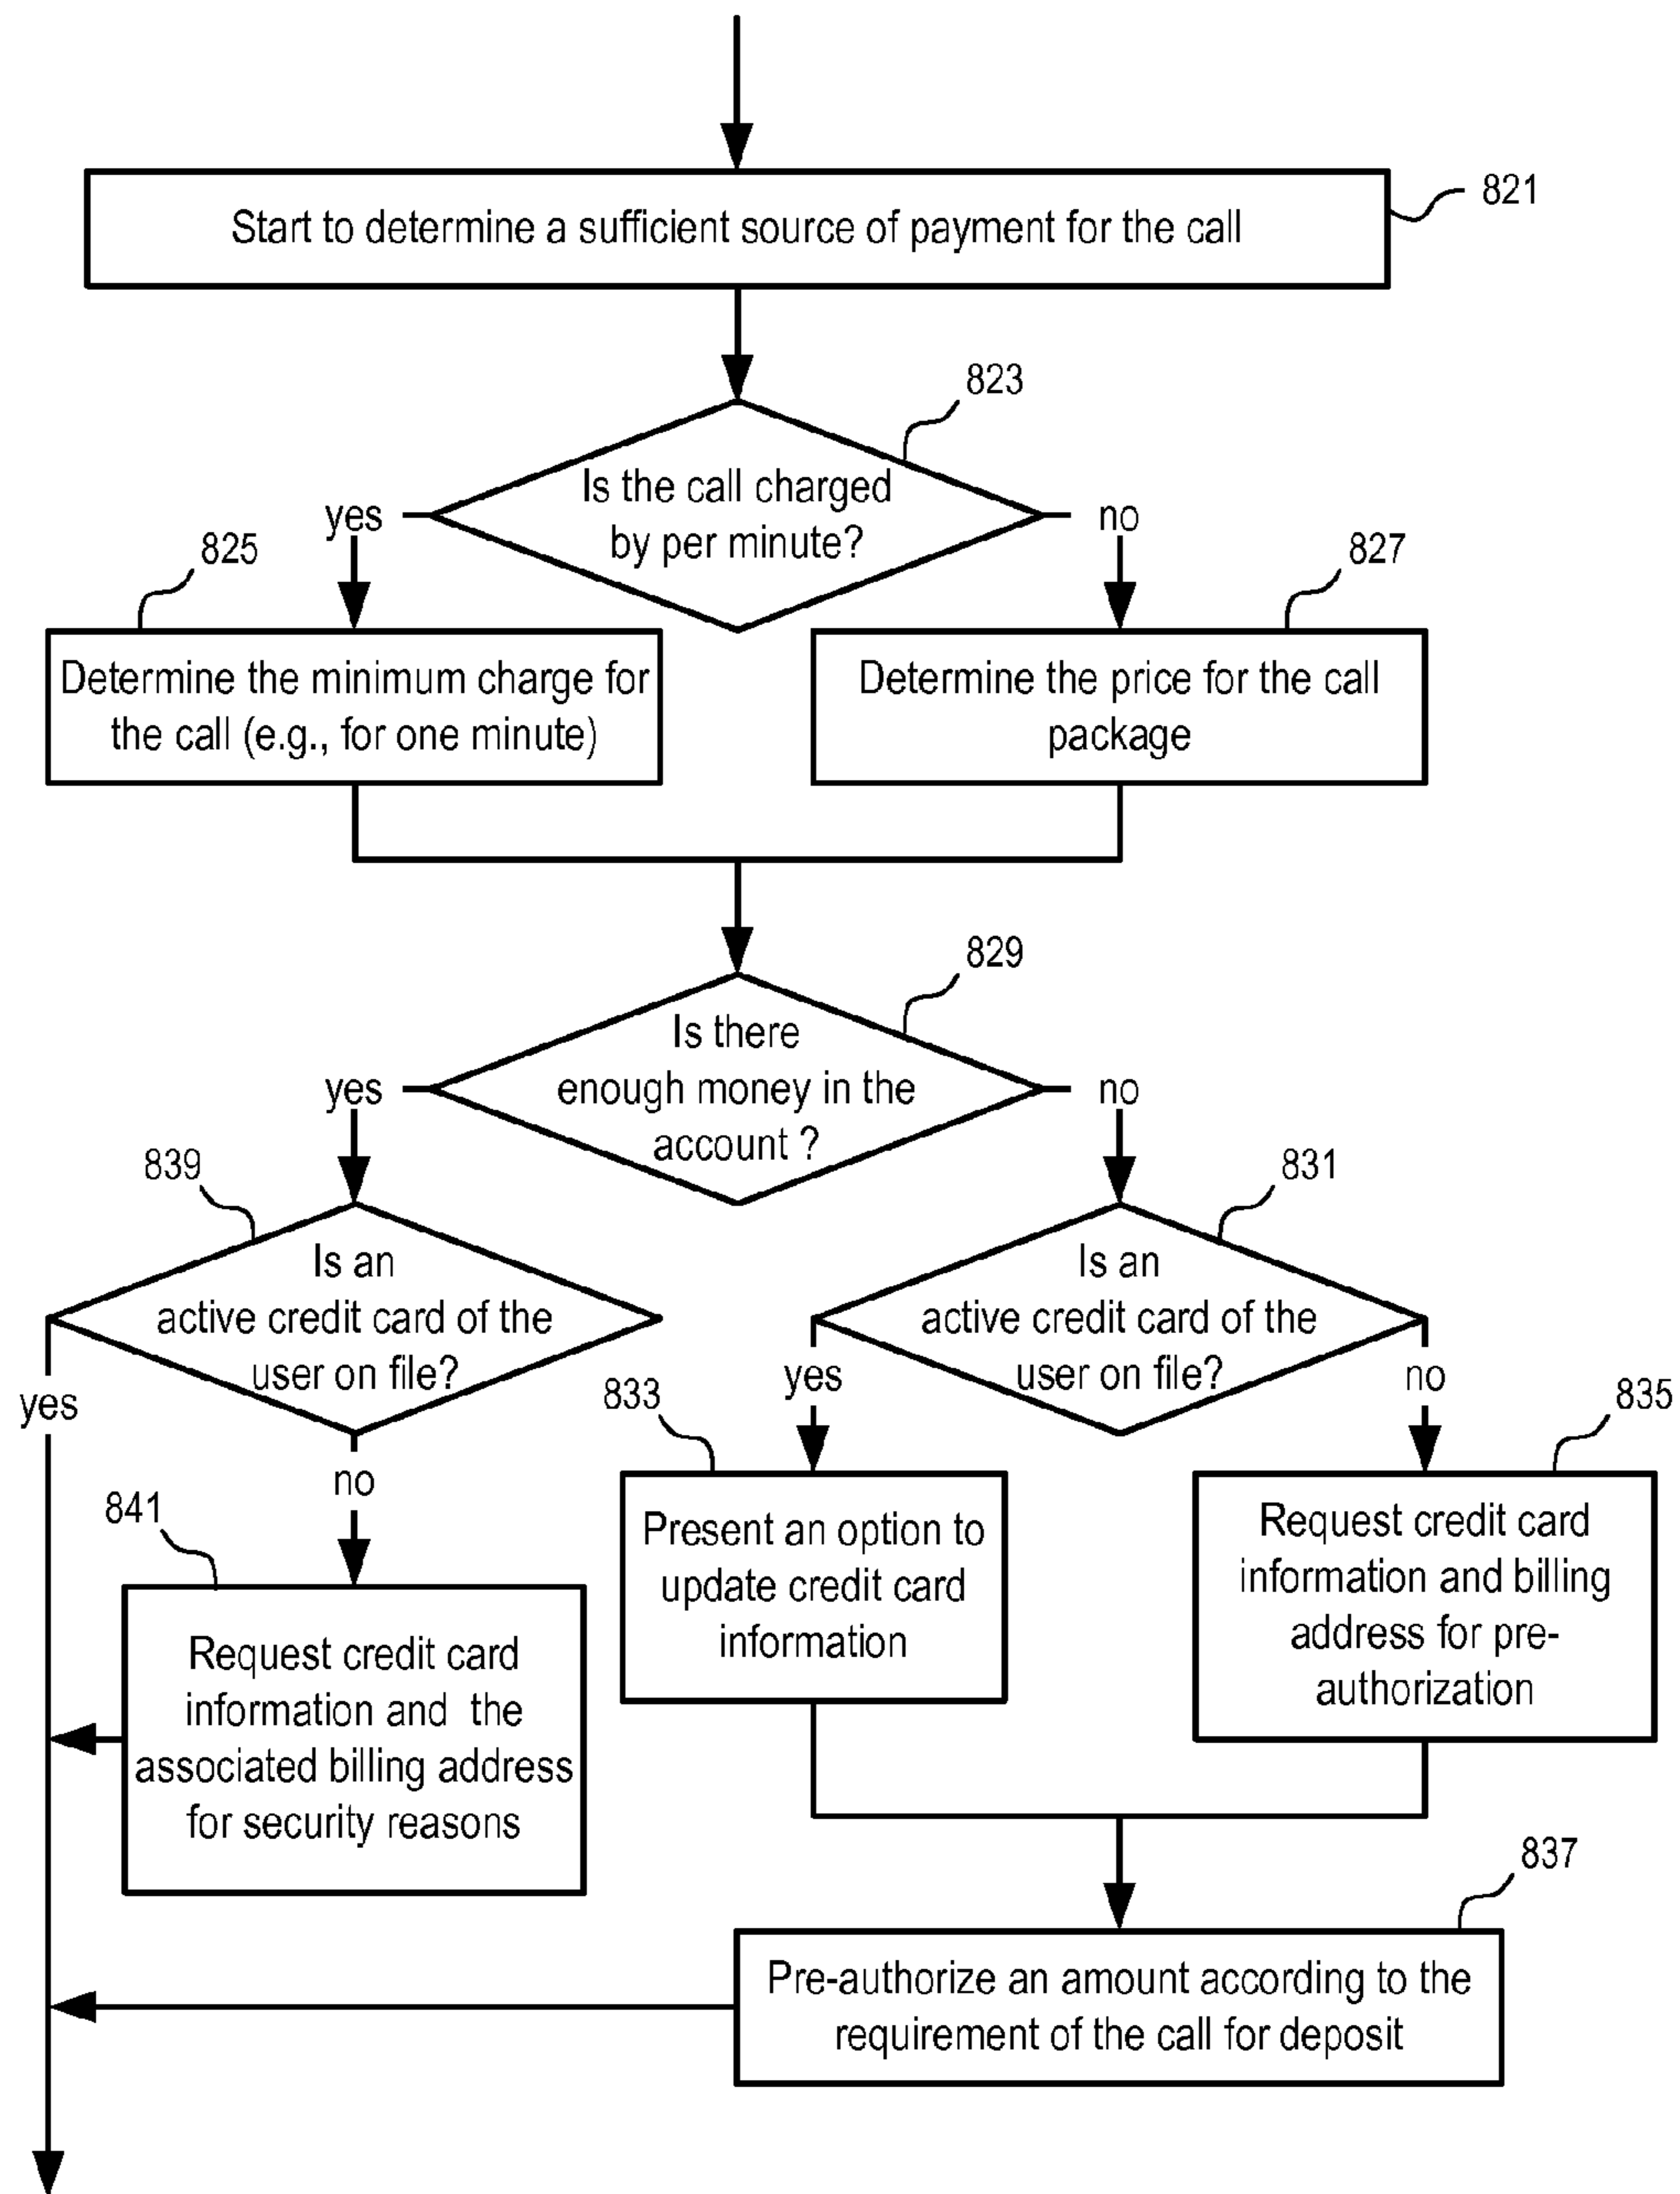 Start to determine a sufficient source of payment for the call
821
823
Is the call charged
by per minute?
yes
no
825
827
Determine the minimum charge for
the call (e.g., for one minute)
Determine the price for the call
package
829
Is there
enough money in the
account ?
yes
no
839
831
Is an
active credit card of the
user on file?
Is an
active credit card of the
user on file?
yes
no
yes
no
833
835
841
Request credit card
information and the
associated billing address
for security reasons
Present an option to
update credit card
information
Request credit card
information and billing
address for pre-
authorization
837
Pre-authorize an amount according to the
requirement of the call for deposit